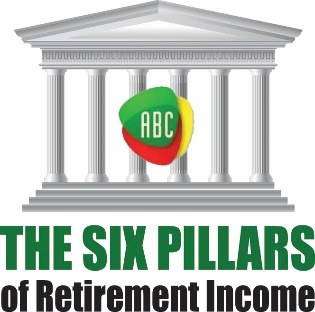 ABC
THE SIX PILLARS
of Retirement Income